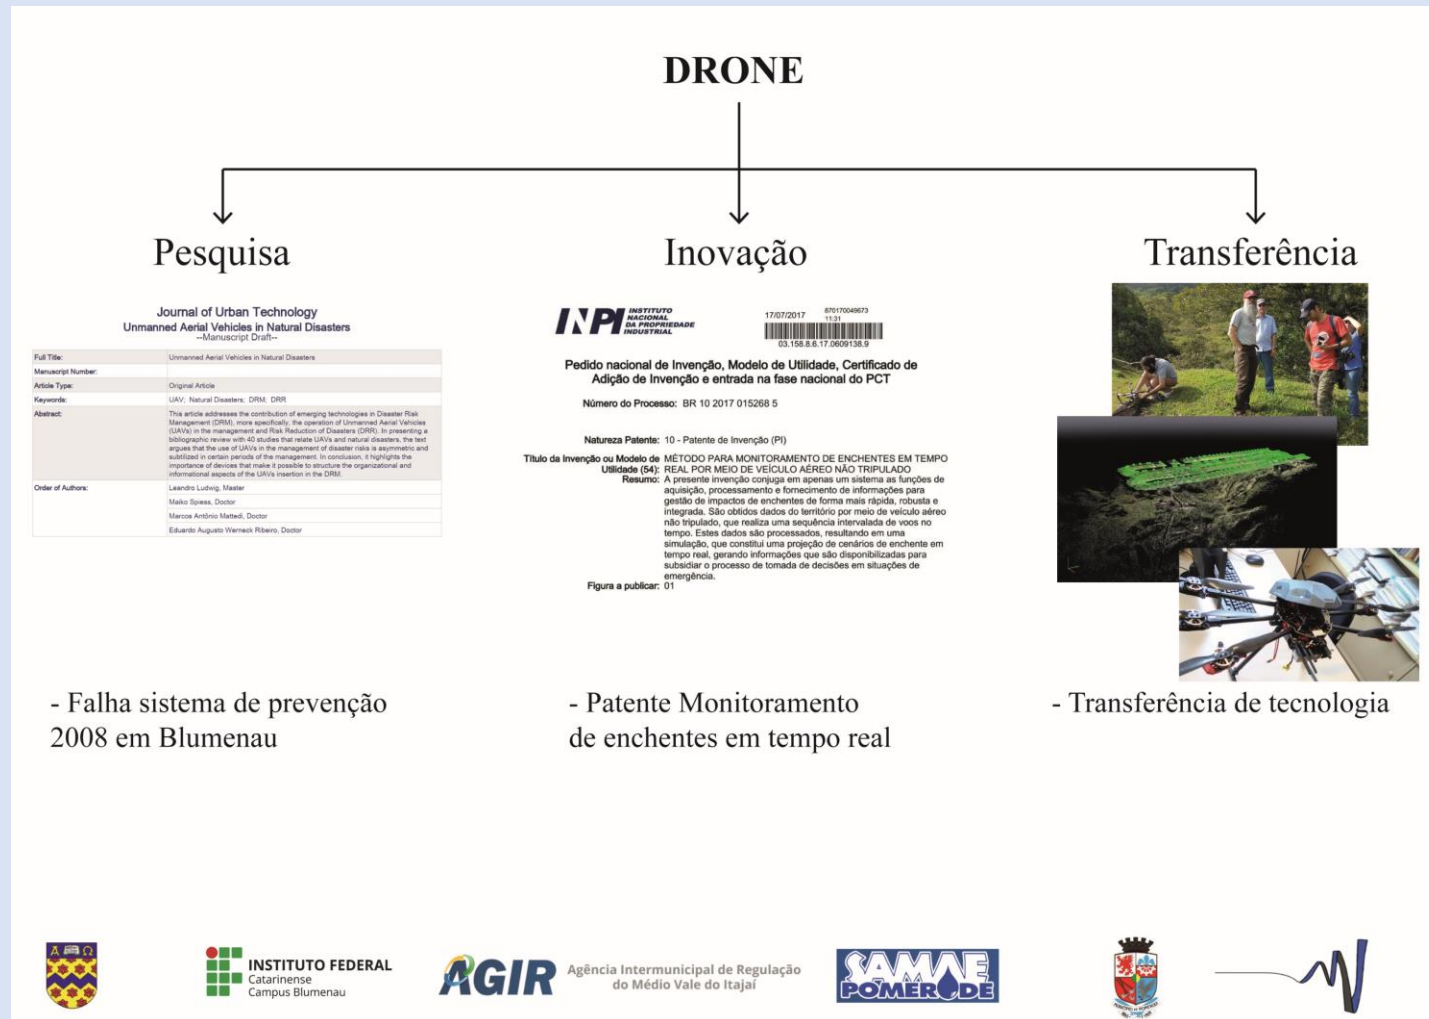 DRONE
Pesquisa
Inovação
Transferência
Journal of Urban Technology
Unmanned Aerial Vehicles in Natural Disasters
--Manuscript Draft--
Full Title: Unmanned Aerial Vehicles in Natural Disasters
Manuscript Number:
Article Type: Original Article
Keywords: UAV; Natural Disasters; DRM; DRR
Abstract: This article addresses the contribution of emerging technologies in Disaster Risk
Management (DRM), more specifically, the operation of Unmanned Aerial Vehicles
(UAVs) in the management and Risk Reduction of Disasters (DRR). In presenting a
bibliographic review with 40 studies that relate UAVs and natural disasters, the text
argues that the use of UAVs in the management of disaster risks is asymmetric and
subtilized in certain periods of the management. In conclusion, it highlights the
importance of devices that make it possible to structure the organizational and
informational aspects of the UAVs insertion in the DRM.
Order of Authors: Leandro Ludwig, Master
Maiko Spiess, Doctor
Marcos Antônio Mattedi, Doctor
Eduardo Augusto Werneck Ribeiro, Doctor
INPI INSTITUTO
NACIONAL
DA PROPRIEDADE
INDUSTRIAL
17/07/2017 870170049673
11:31
03.158.8.6.17.0609138.9
Pedido nacional de Invenção, Modelo de Utilidade, Certificado de
Adição de Invenção e entrada na fase nacional do PCT
Número do Processo: BR 10 2017 015268 5
Natureza Patente: 10 - Patente de Invenção (PI)
Título da Invenção ou Modelo de MÉTODO PARA MONITORAMENTO DE ENCHENTES EM TEMPO
Utilidade (54): REAL POR MEIO DE VEÍCULO AÉREO NÃO TRIPULADO
Resumo: A presente invenção conjuga em apenas um sistema as funções de
aquisição, processamento e fornecimento de informações para
gestão de impactos de enchentes de forma mais rápida, robusta e
integrada. São obtidos dados do território por meio de veículo aéreo
não tripulado, que realiza uma sequência intervalada de voos no
tempo. Estes dados são processados, resultando em uma
simulação, que constitui uma projeção de cenários de enchente em
tempo real, gerando informações que são disponibilizadas para
subsidiar o processo de tomada de decisões em situações de
emergência.
Figura a publicar: 01
- Falha sistema de prevenção
2008 em Blumenau
- Patente Monitoramento
de enchentes em tempo real
- Transferência de tecnologia
Α Ω
INSTITUTO FEDERAL
Catarinense
Campus Blumenau
AGIR Agência Intermunicipal de Regulação
do Médio Vale do Itajaí
SAMAE
POMERODE